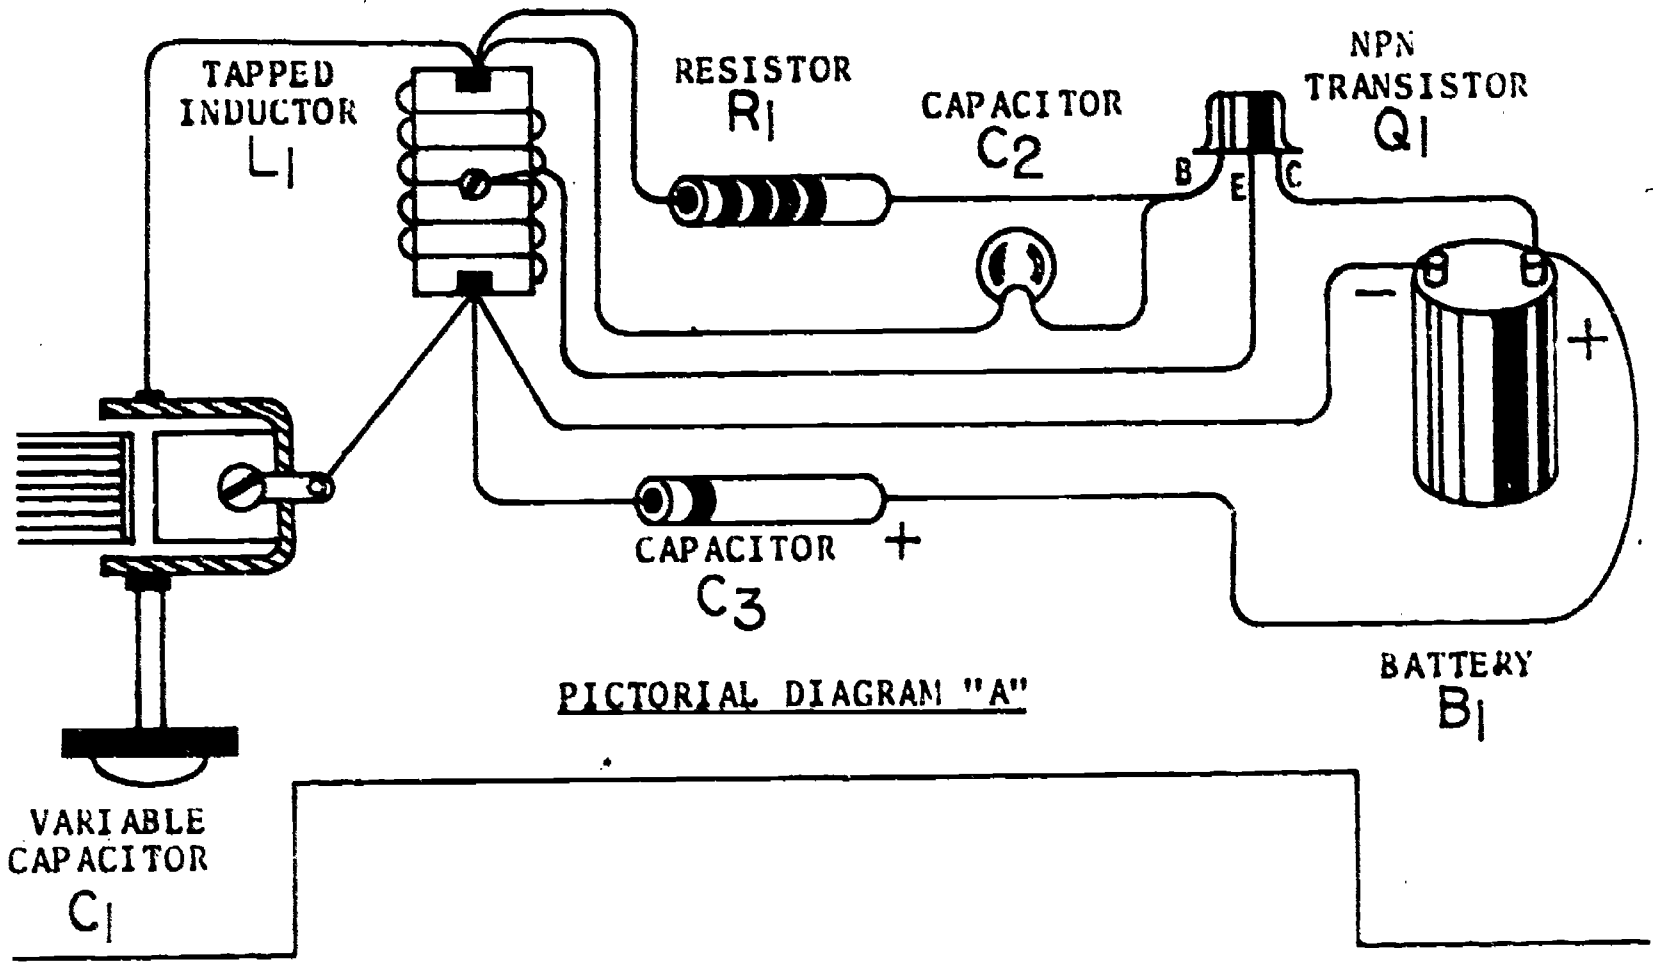 TAPPED
INDUCTOR
L1
RESISTOR
R1
CAPACITOR
C2
NPN
TRANSISTOR
Q1
B
E
C
−
+
CAPACITOR +
C3
BATTERY
B1
PICTORIAL DIAGRAM "A"
VARIABLE
CAPACITOR
C1